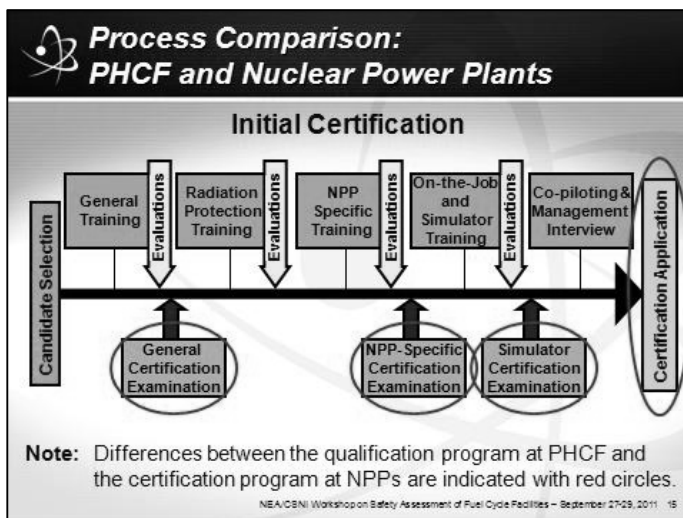 Process Comparison:
PHCF and Nuclear Power Plants
Initial Certification
Candidate Selection
General
Training
Evaluations
Radiation
Protection
Training
Evaluations
NPP
Specific
Training
Evaluations
On-the-Job
and
Simulator
Training
Evaluations
Co-piloting &
Management
Interview
Certification Application
General
Certification
Examination
NPP-Specific
Certification
Examination
Simulator
Certification
Examination
Note: Differences between the qualification program at PHCF and
the certification program at NPPs are indicated with red circles.
NEA/CSNI Workshop on Safety Assessment of Fuel Cycle Facilities – September 27-29, 2011 15